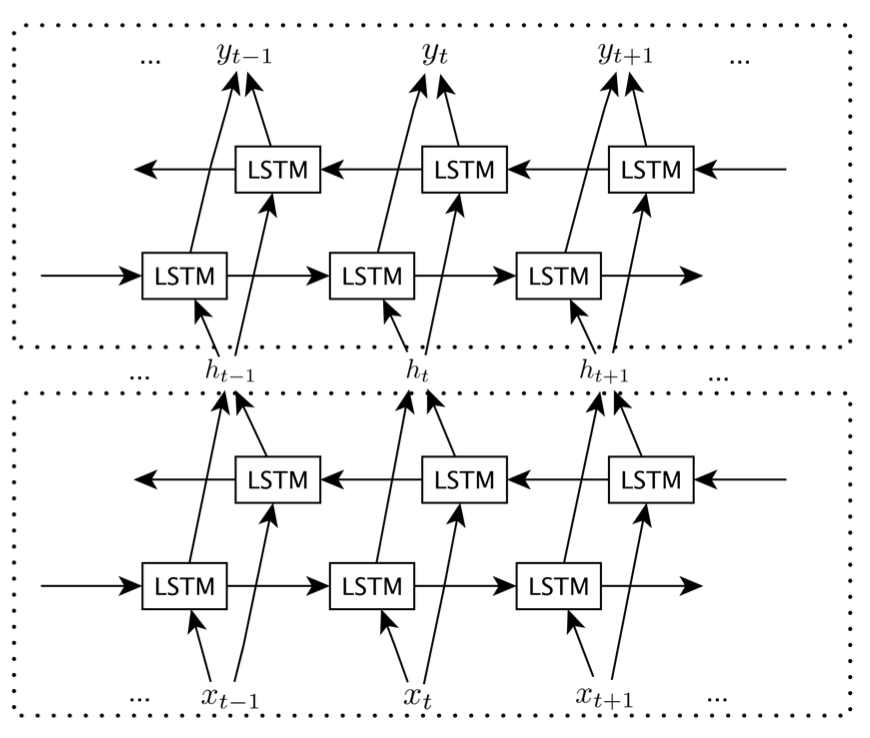 ... y_{t-1} y_t y_{t+1} ...
LSTM LSTM LSTM
LSTM LSTM LSTM
... h_{t-1} h_t h_{t+1} ...
LSTM LSTM LSTM
LSTM LSTM LSTM
... x_{t-1} x_t x_{t+1} ...